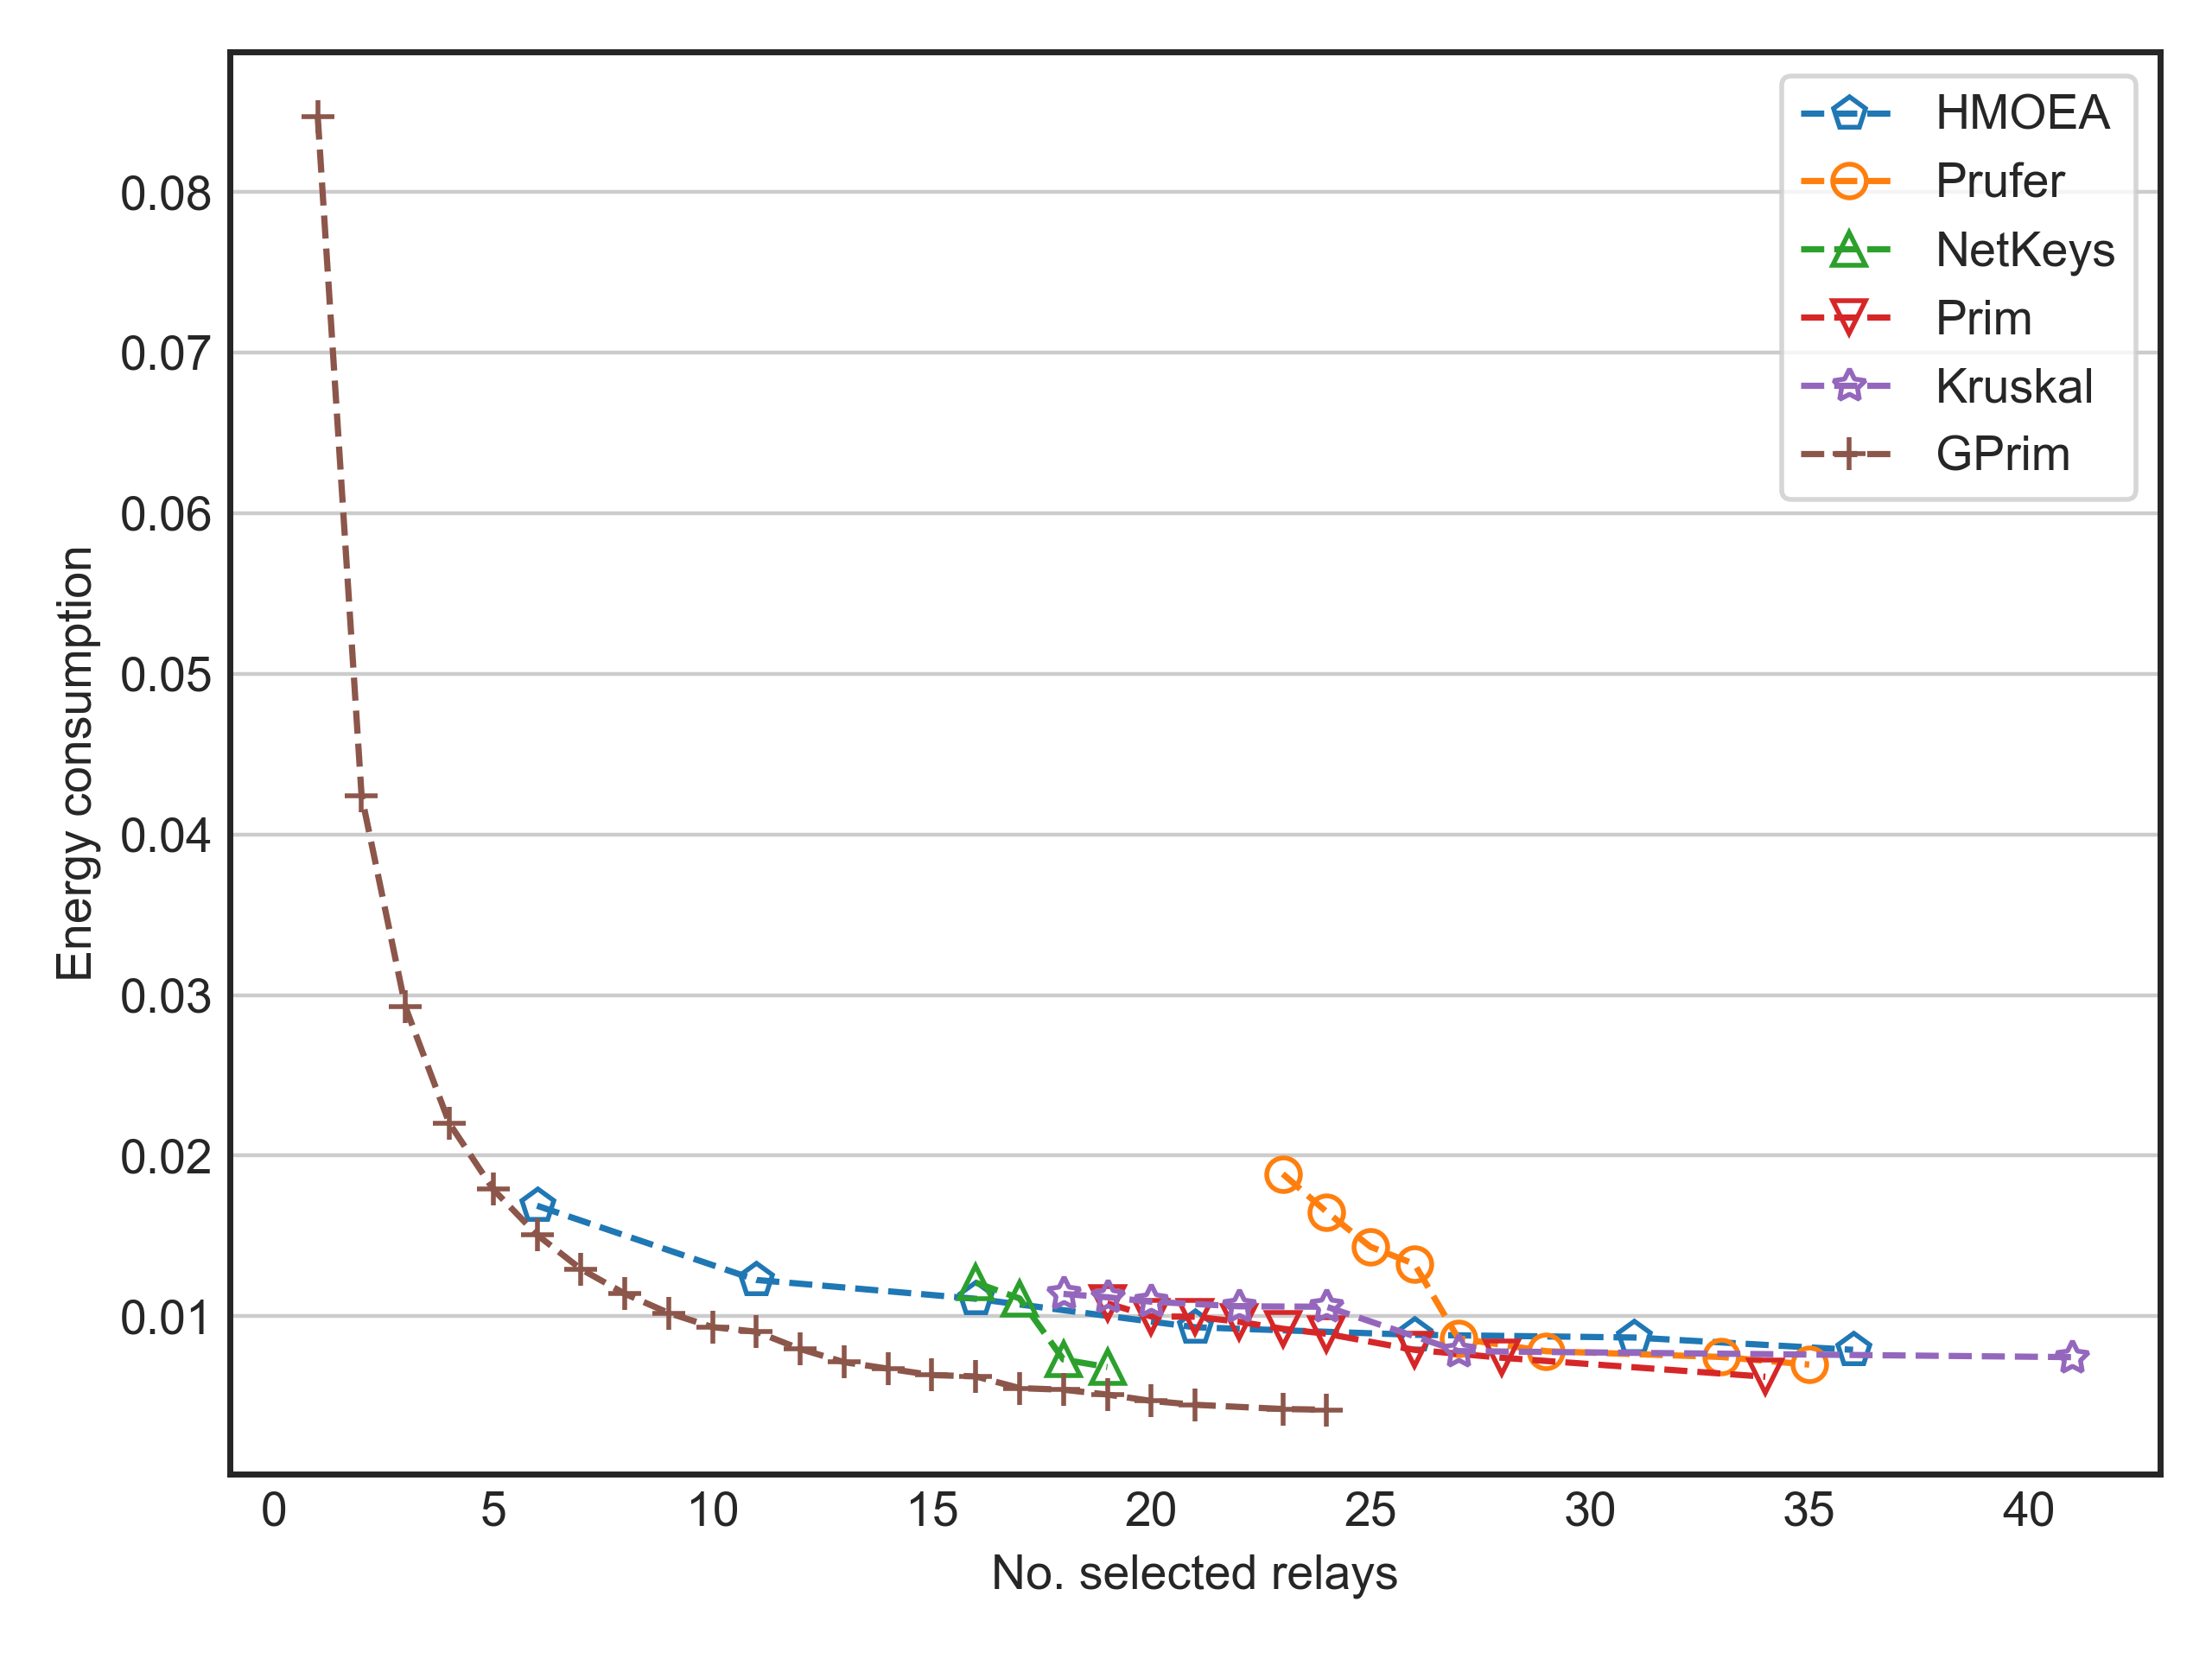 HMOEA
Prufer
NetKeys
Prim
Kruskal
GPrim
Energy consumption
0.08
0.07
0.06
0.05
0.04
0.03
0.02
0.01
0 5 10 15 20 25 30 35 40
No. selected relays